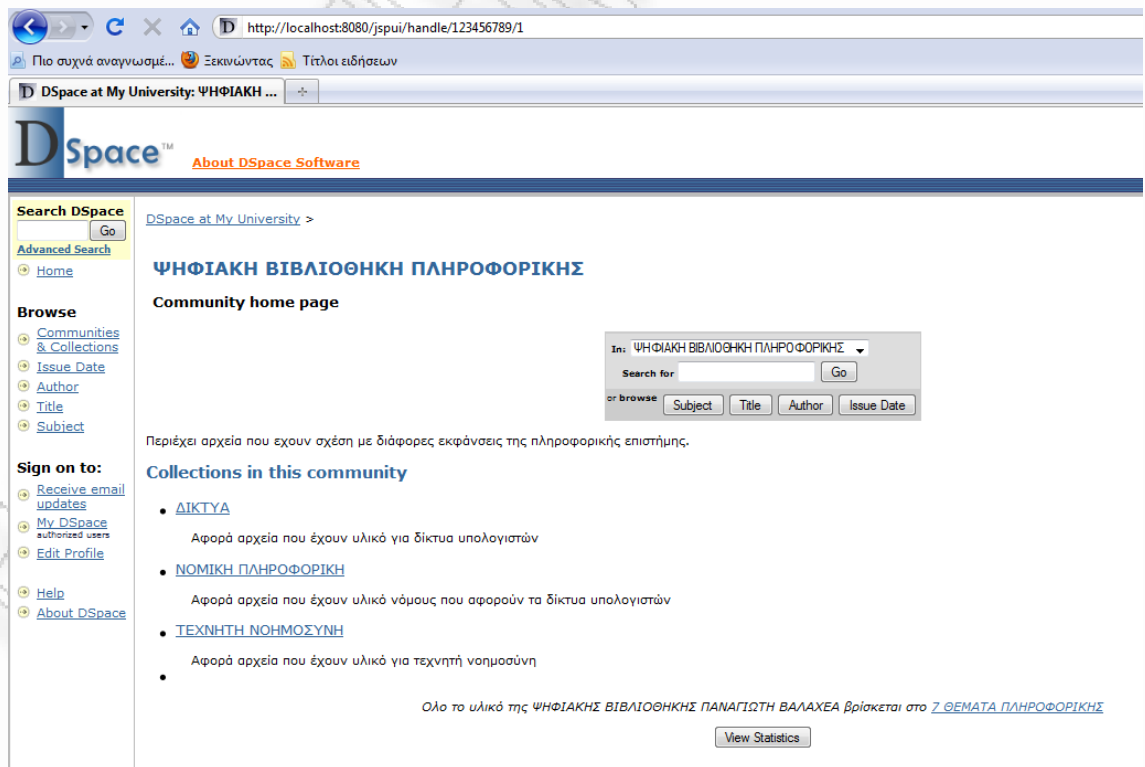 http://localhost:8080/jspui/handle/123456789/1
Πιο συχνά αναγνωσμέ... Ξεκινώντας Τίτλοι ειδήσεων
DSpace at My University: ΨΗΦΙΑΚΗ ...
DSpace™ About DSpace Software
Search DSpace
Go
Advanced Search
Home
Browse
Communities
& Collections
Issue Date
Author
Title
Subject
Sign on to:
Receive email
updates
My DSpace
authorized users
Edit Profile
Help
About DSpace
DSpace at My University >
ΨΗΦΙΑΚΗ ΒΙΒΛΙΟΘΗΚΗ ΠΛΗΡΟΦΟΡΙΚΗΣ
Community home page
In: ΨΗΦΙΑΚΗ ΒΙΒΛΙΟΘΗΚΗ ΠΛΗΡΟΦΟΡΙΚΗΣ
Search for Go
or browse Subject Title Author Issue Date
Περιέχει αρχεία που εχουν σχέση με διάφορες εκφάνσεις της πληροφορικής επιστήμης.
Collections in this community
ΔΙΚΤΥΑ
Αφορά αρχεία που έχουν υλικό για δίκτυα υπολογιστών
ΝΟΜΙΚΗ ΠΛΗΡΟΦΟΡΙΚΗ
Αφορά αρχεία που έχουν υλικό νόμους που αφορούν τα δίκτυα υπολογιστών
ΤΕΧΝΗΤΗ ΝΟΗΜΟΣΥΝΗ
Αφορά αρχεία που έχουν υλικό για τεχνητή νοημοσύνη
Ολο το υλικό της ΨΗΦΙΑΚΗΣ ΒΙΒΛΙΟΘΗΚΗΣ ΠΑΝΑΓΙΩΤΗ ΒΑΛΑΧΕΑ βρίσκεται στο 7 ΘΕΜΑΤΑ ΠΛΗΡΟΦΟΡΙΚΗΣ
View Statistics